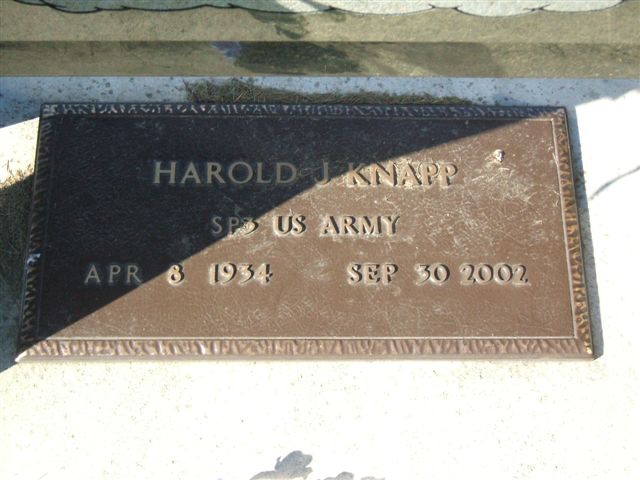 HAROLD J KNAPP
SP3 US ARMY
APR 8 1934 SEP 30 2002